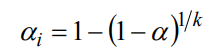 αᵢ = 1 − (1 − α)^{1/k}